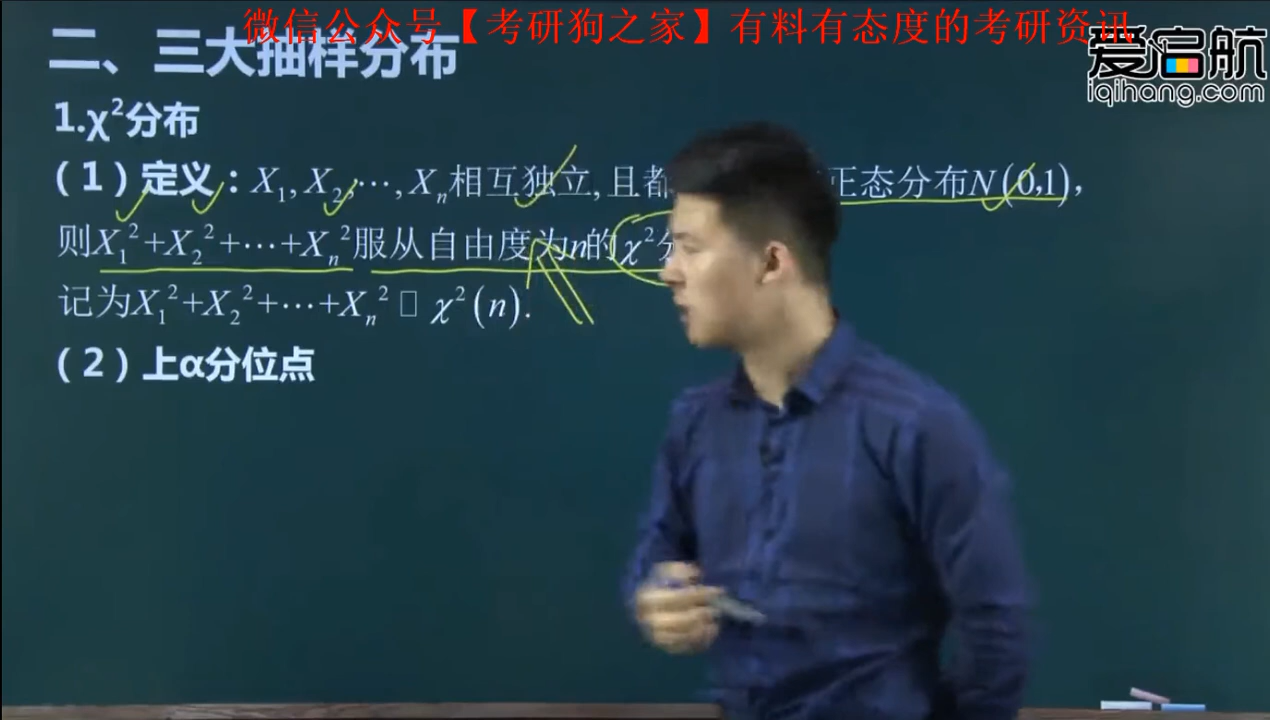 微信公众号【考研狗之家】有料有态度的考研资讯
爱启航
iqihang.com
二、三大抽样分布
1.χ²分布
（1）定义：X₁,X₂,⋯,Xₙ相互独立,且都 正态分布N(0,1),
则X₁²+X₂²+⋯+Xₙ²服从自由度为n的χ²分
记为X₁²+X₂²+⋯+Xₙ² □ χ²(n).
（2）上α分位点